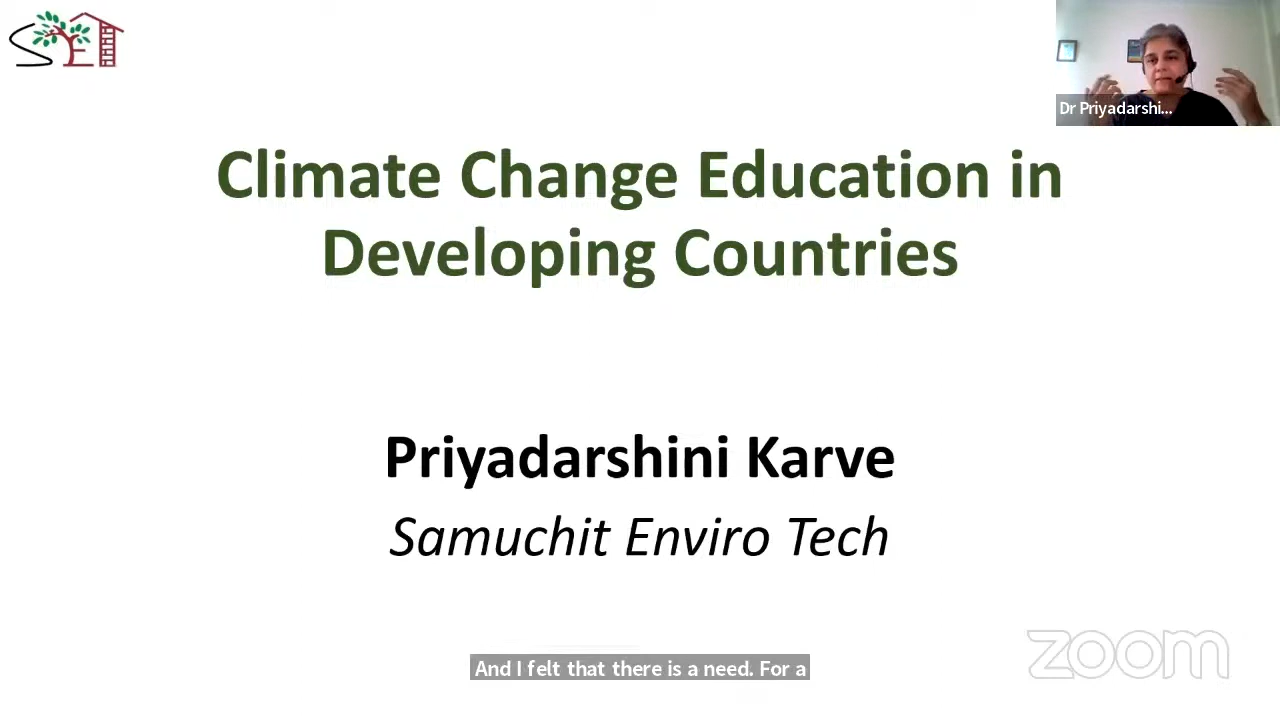 SET
Dr Priyadarshi...
Climate Change Education in
Developing Countries
Priyadarshini Karve
Samuchit Enviro Tech
And I felt that there is a need. For a
zoom